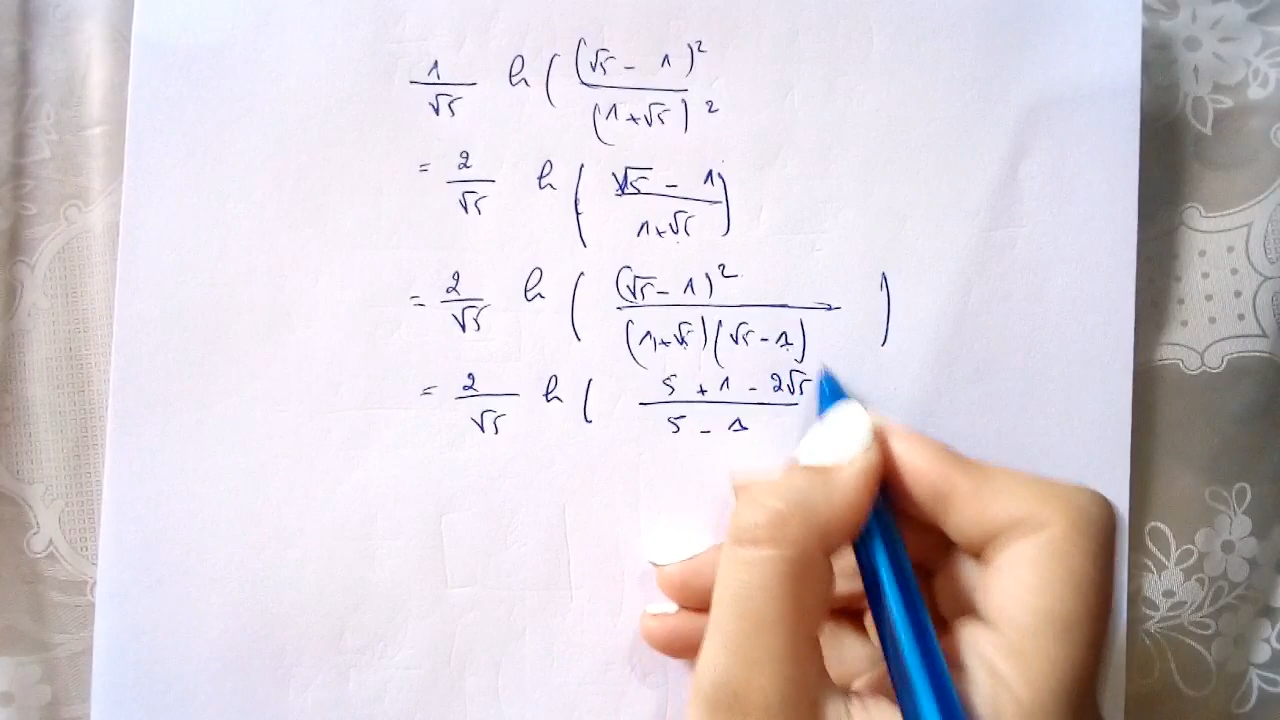 1/√5 ln( (√5 - 1)² / (1+√5)²
= 2/√5 ln( (√5 - 1) / (1+√5) )
= 2/√5 ln( (√5 - 1)² / (1+√5)(√5 - 1) )
= 2/√5 ln( (5 + 1 - 2√5) / (5 - 1)